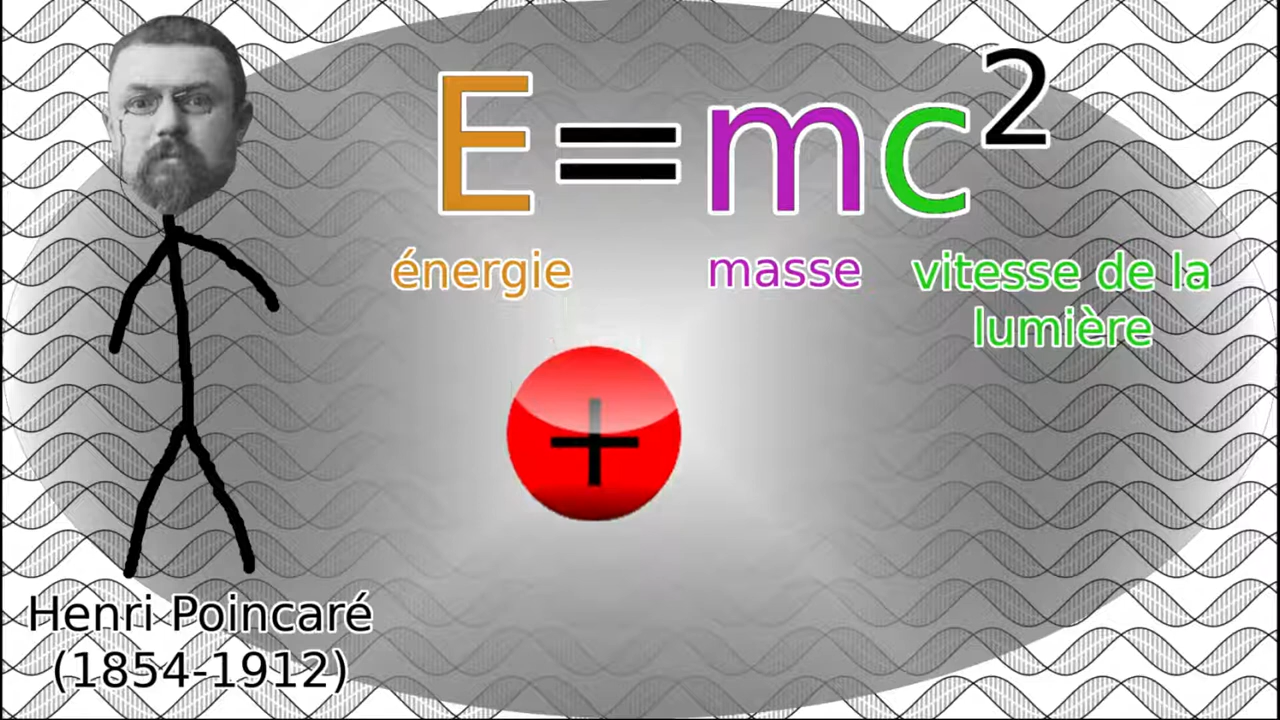 E=mc²
énergie masse vitesse de la
lumière
+
Henri Poincaré
(1854-1912)